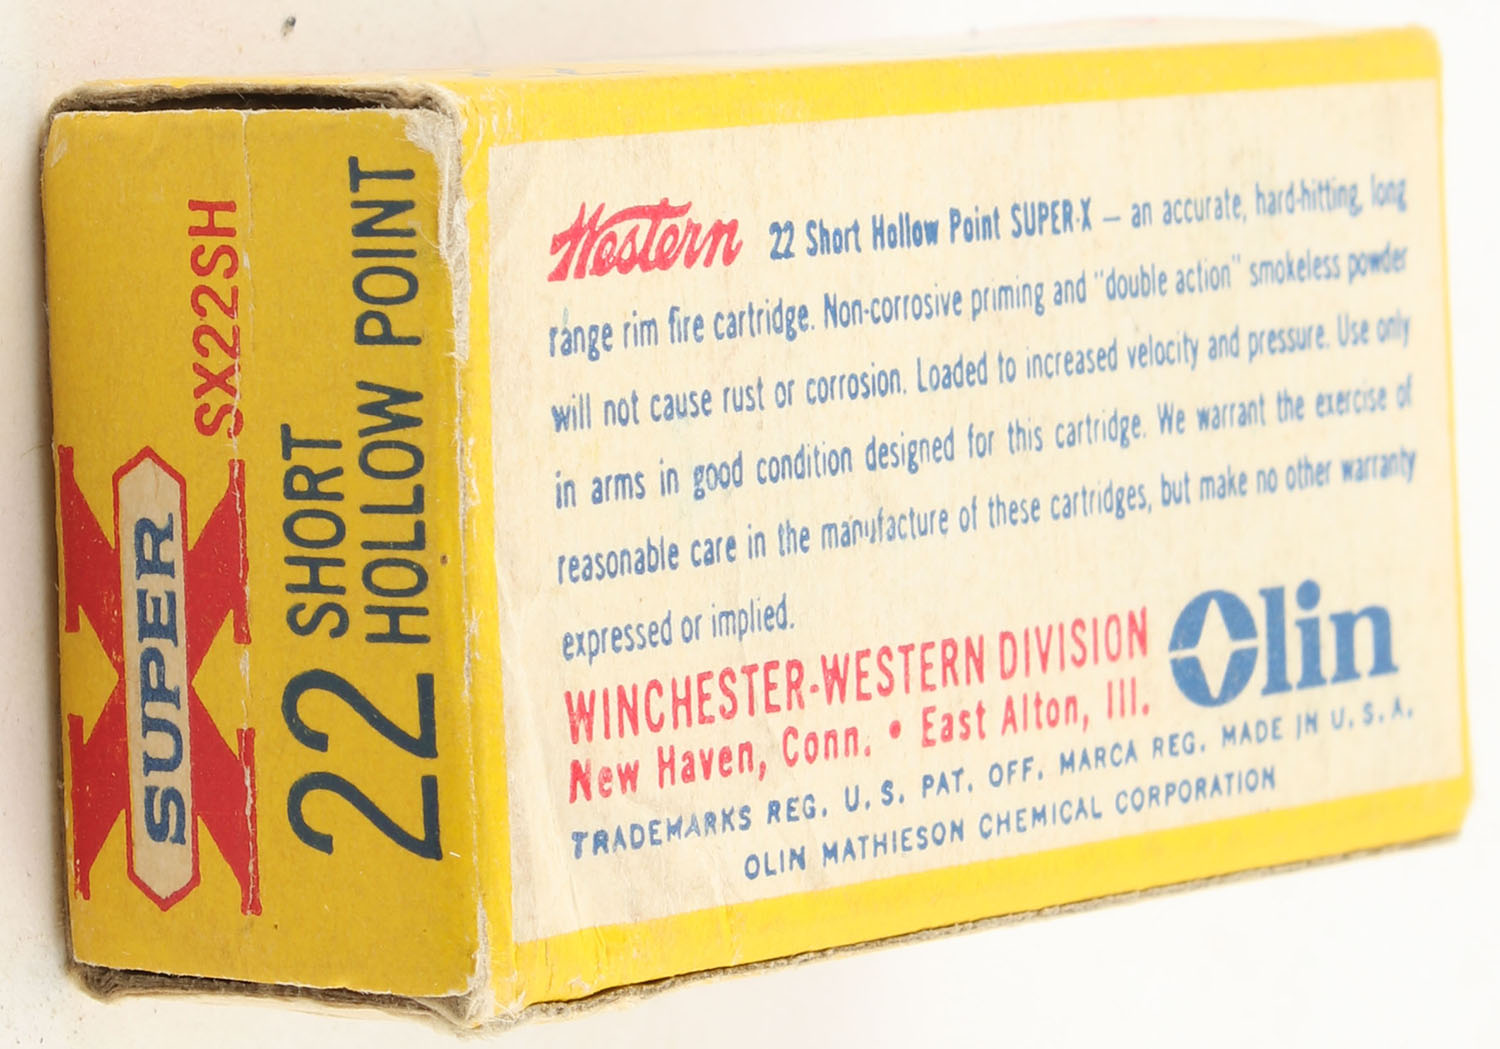 SUPER X
SX22SH
22 SHORT
HOLLOW POINT
Western 22 Short Hollow Point SUPER-X — an accurate, hard-hitting, long
range rim fire cartridge. Non-corrosive priming and "double action" smokeless powder
will not cause rust or corrosion. Loaded to increased velocity and pressure. Use only
in arms in good condition designed for this cartridge. We warrant the exercise of
reasonable care in the manufacture of these cartridges, but make no other warranty
expressed or implied.
WINCHESTER-WESTERN DIVISION
New Haven, Conn. • East Alton, Ill.
Olin
TRADEMARKS REG. U. S. PAT. OFF. MARCA REG. MADE IN U. S. A.
OLIN MATHIESON CHEMICAL CORPORATION